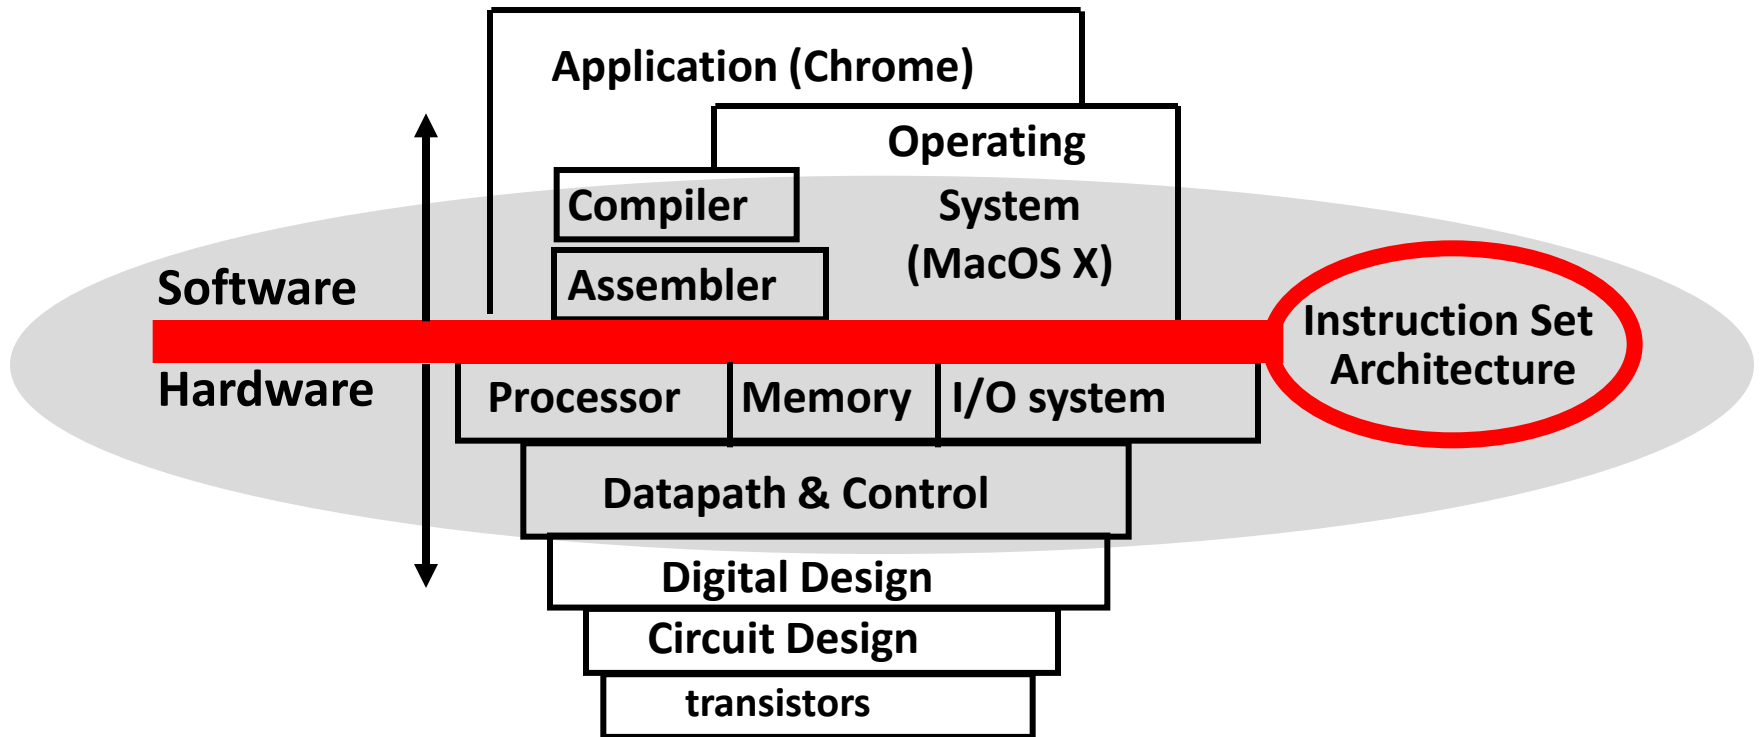 Application (Chrome)
Operating
System
(MacOS X)
Compiler
Assembler
Software
Instruction Set
Architecture
Hardware
Processor
Memory
I/O system
Datapath & Control
Digital Design
Circuit Design
transistors